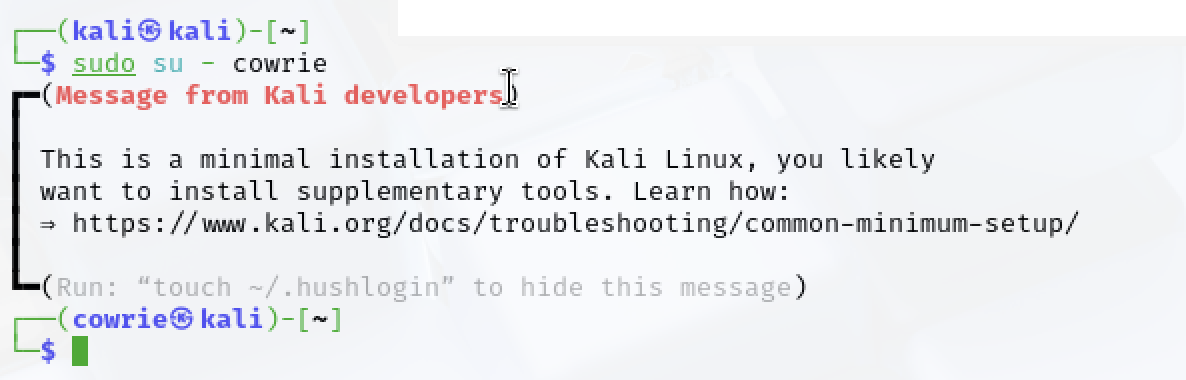 ┌──(kali㉿kali)-[~]
└─$ sudo su - cowrie
┏━(Message from Kali developers)
┃ This is a minimal installation of Kali Linux, you likely
┃ want to install supplementary tools. Learn how:
┃ ⇒ https://www.kali.org/docs/troubleshooting/common-minimum-setup/
┗━(Run: “touch ~/.hushlogin” to hide this message)
┌──(cowrie㉿kali)-[~]
└─$